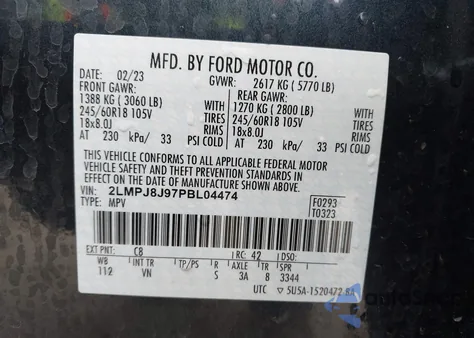 MFD. BY FORD MOTOR CO.
DATE: 02/23 GVWR: 2617 KG ( 5770 LB)
FRONT GAWR: REAR GAWR:
1388 KG ( 3060 LB) WITH 1270 KG ( 2800 LB) WITH
245/60R18 105V TIRES 245/60R18 105V TIRES
18x8.0J RIMS 18x8.0J RIMS
AT 230 kPa/ 33 PSI COLD AT 230 kPa/ 33 PSI COLD
THIS VEHICLE CONFORMS TO ALL APPLICABLE FEDERAL MOTOR
VEHICLE SAFETY AND THEFT PREVENTION STANDARDS IN EFFECT ON
THE DATE OF MANUFACTURE SHOWN ABOVE.
VIN: 2LMPJ8J97PBL04474 F0293
TYPE: MPV T0323
EXT PNT: C8 RC: 42 DSO:
WB INT TR TP/PS R AXLE TR SPR
112 VN S 3A 8 3344
UTC ▽ 5U5A-1520472-BA